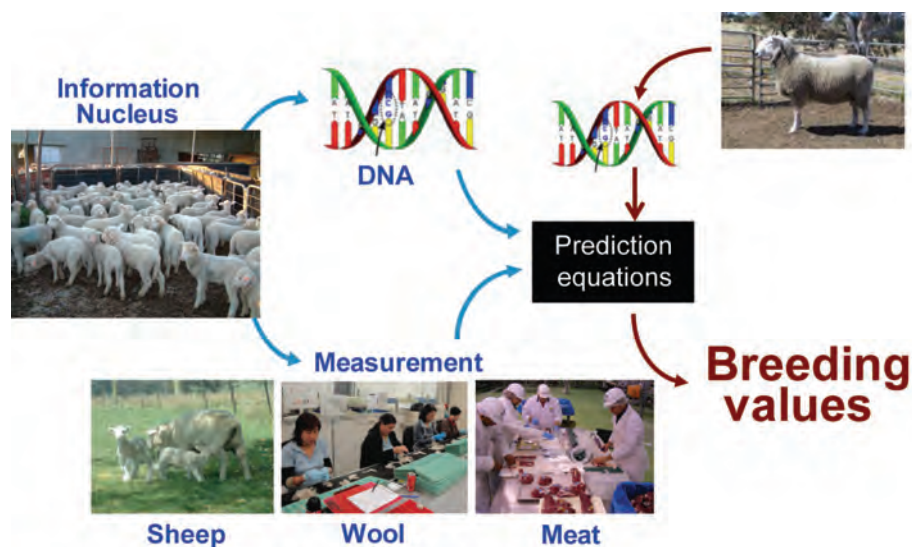 Information
Nucleus
DNA
Prediction
equations
Measurement
Breeding
values
Sheep
Wool
Meat